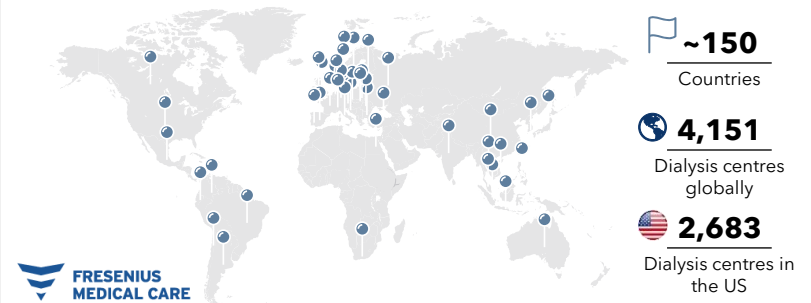 ~150
Countries
4,151
Dialysis centres
globally
2,683
Dialysis centres in
the US
FRESENIUS
MEDICAL CARE